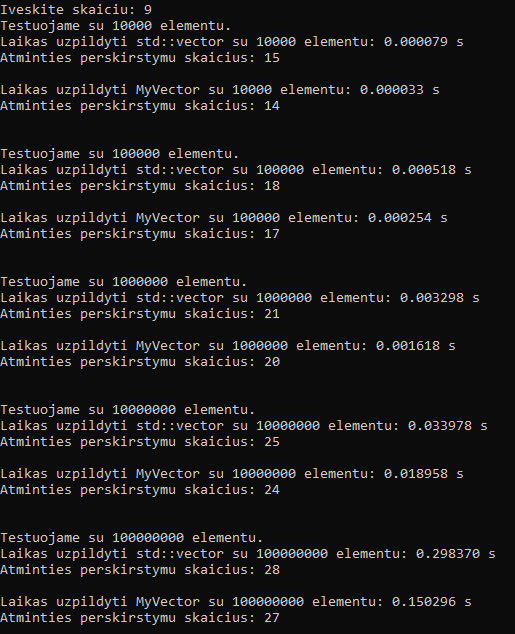 Iveskite skaiciu: 9
Testuojame su 10000 elementu.
Laikas uzpildyti std::vector su 10000 elementu: 0.000079 s
Atminties perskirstymu skaicius: 15
Laikas uzpildyti MyVector su 10000 elementu: 0.000033 s
Atminties perskirstymu skaicius: 14
Testuojame su 100000 elementu.
Laikas uzpildyti std::vector su 100000 elementu: 0.000518 s
Atminties perskirstymu skaicius: 18
Laikas uzpildyti MyVector su 100000 elementu: 0.000254 s
Atminties perskirstymu skaicius: 17
Testuojame su 1000000 elementu.
Laikas uzpildyti std::vector su 1000000 elementu: 0.003298 s
Atminties perskirstymu skaicius: 21
Laikas uzpildyti MyVector su 1000000 elementu: 0.001618 s
Atminties perskirstymu skaicius: 20
Testuojame su 10000000 elementu.
Laikas uzpildyti std::vector su 10000000 elementu: 0.033978 s
Atminties perskirstymu skaicius: 25
Laikas uzpildyti MyVector su 10000000 elementu: 0.018958 s
Atminties perskirstymu skaicius: 24
Testuojame su 100000000 elementu.
Laikas uzpildyti std::vector su 100000000 elementu: 0.298370 s
Atminties perskirstymu skaicius: 28
Laikas uzpildyti MyVector su 100000000 elementu: 0.150296 s
Atminties perskirstymu skaicius: 27